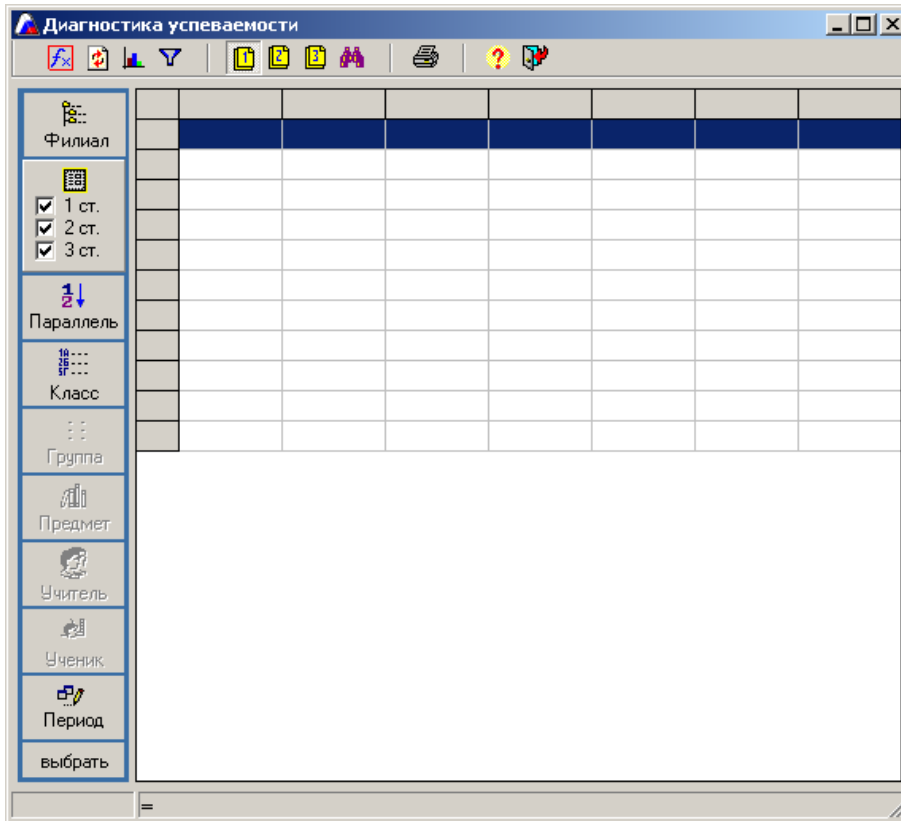 Диагностика успеваемости
Филиал
1 ст.
2 ст.
3 ст.
Параллель
Класс
Группа
Предмет
Учитель
Ученик
Период
выбрать
=